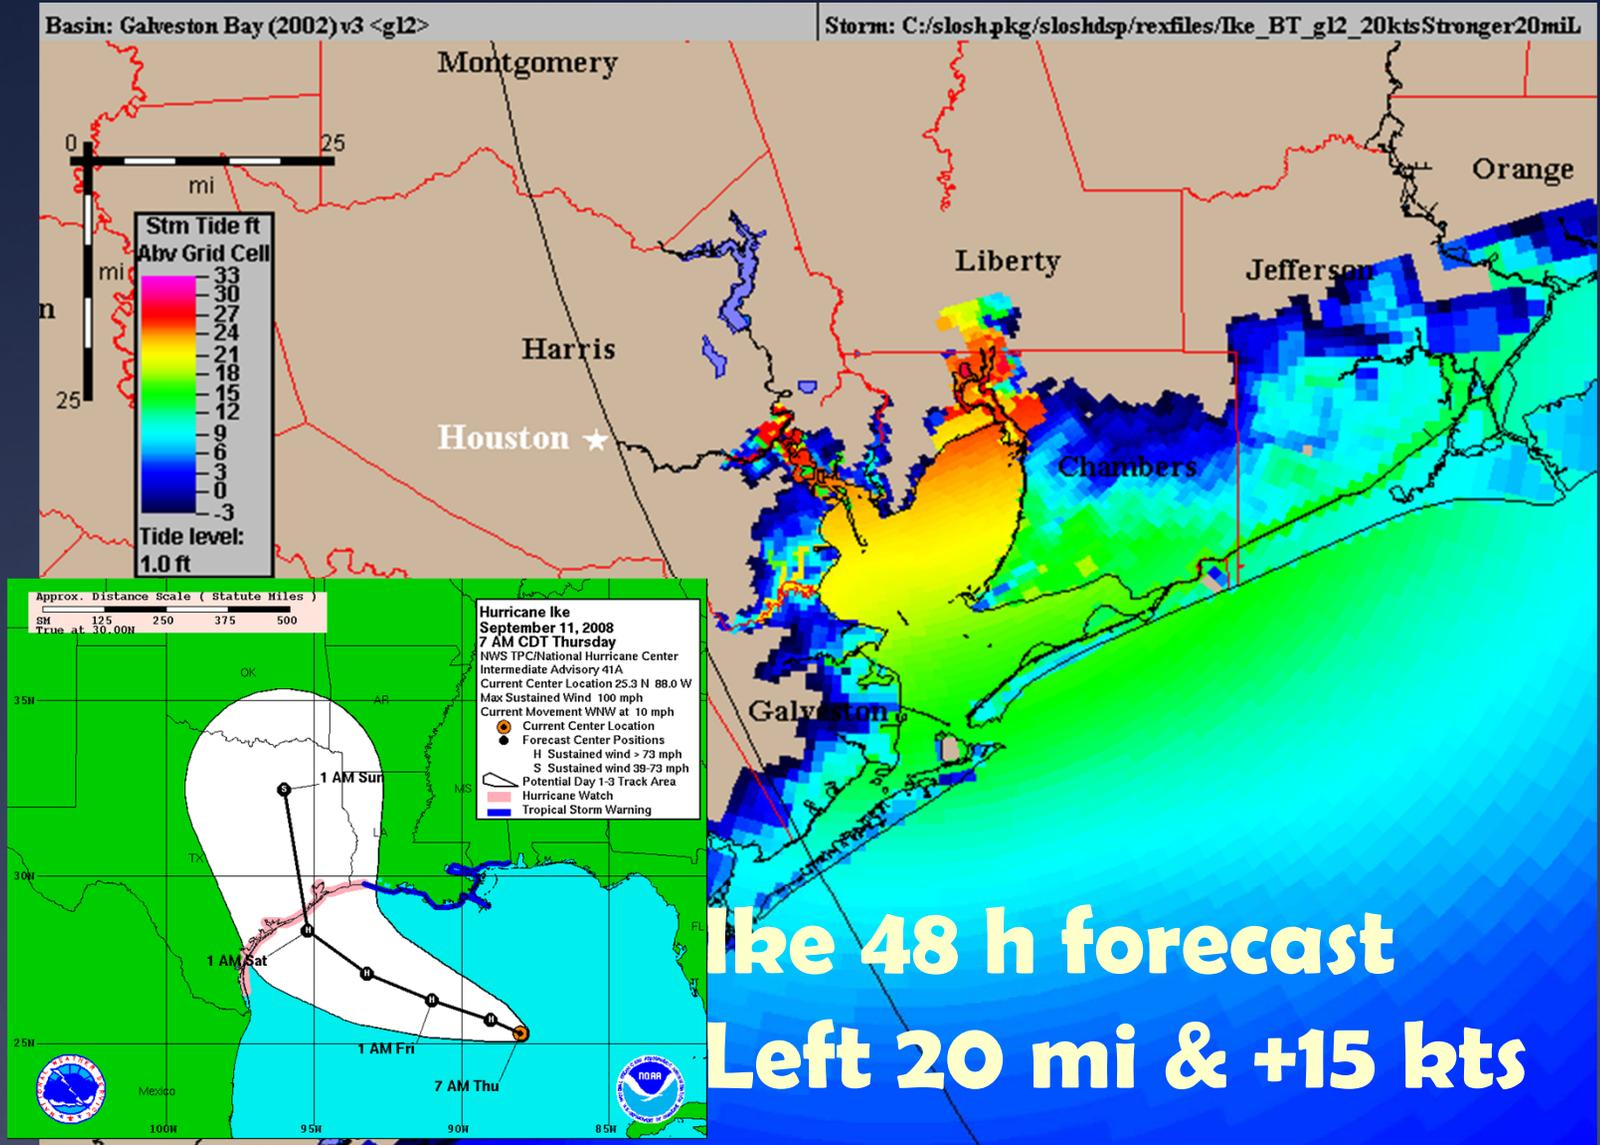 Basin: Galveston Bay (2002) v3 <gl2>
Storm: C:/slosh.pkg/sloshdsp/rexfiles/Ike_BT_gl2_20ktsStronger20miL
Montgomery
0 25
mi
Orange
Stm Tide ft
Abv Grid Cell
33
30
27
24
21
18
15
12
9
6
3
0
-3
Tide level:
1.0 ft
mi
25
n
Liberty
Jefferson
Harris
Houston
Chambers
Galveston
Approx. Distance Scale ( Statute Miles )
SM 125 250 375 500
True at 30.00N
Hurricane Ike
September 11, 2008
7 AM CDT Thursday
NWS TPC/National Hurricane Center
Intermediate Advisory 41A
Current Center Location 25.3 N 88.0 W
Max Sustained Wind 100 mph
Current Movement WNW at 10 mph
Current Center Location
Forecast Center Positions
H Sustained wind > 73 mph
S Sustained wind 39-73 mph
Potential Day 1-3 Track Area
Hurricane Watch
Tropical Storm Warning
OK
AR
35N
1 AM Sun
S
MS
LA
TX
30N
FL
H
1 AM Sat
H
H
H
25N
1 AM Fri
7 AM Thu
Mexico
NOAA
100W 95W 90W 85W
Ike 48 h forecast
Left 20 mi & +15 kts